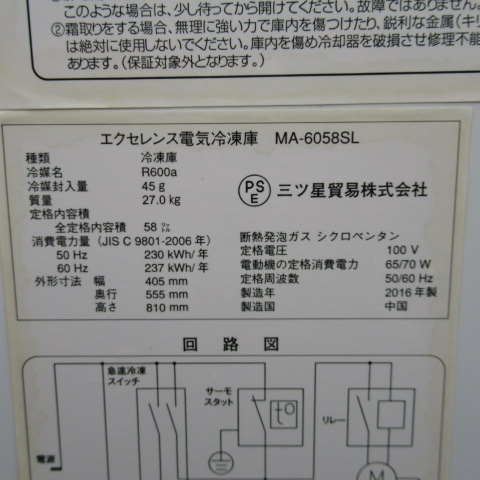 このような場合は、少し待ってから開けてください。故障ではありません。
②霜取りをする場合、無理に強い力で庫内を傷つけたり、鋭利な金属(キリ
は絶対に使用しないでください。庫内を傷め冷却器を破損させ修理不能
あります。(保証対象外となります。)
エクセレンス電気冷凍庫 MA-6058SL
種類 冷凍庫
冷媒名 R600a
冷媒封入量 45 g
質量 27.0 kg
定格内容積
全定格内容積 58 ㍑
消費電力量 (JIS C 9801-2006 年)
50 Hz 230 kWh/ 年
60 Hz 237 kWh/ 年
外形寸法 幅 405 mm
奥行 555 mm
高さ 810 mm
PS
E
三ツ星貿易株式会社
断熱発泡ガス シクロペンタン
定格電圧 100 V
電動機の定格消費電力 65/70 W
定格周波数 50/60 Hz
製造年 2016 年製
製造国 中国
回路図
急速冷凍
スイッチ
サーモ
スタット
t°
リレー
電源
M